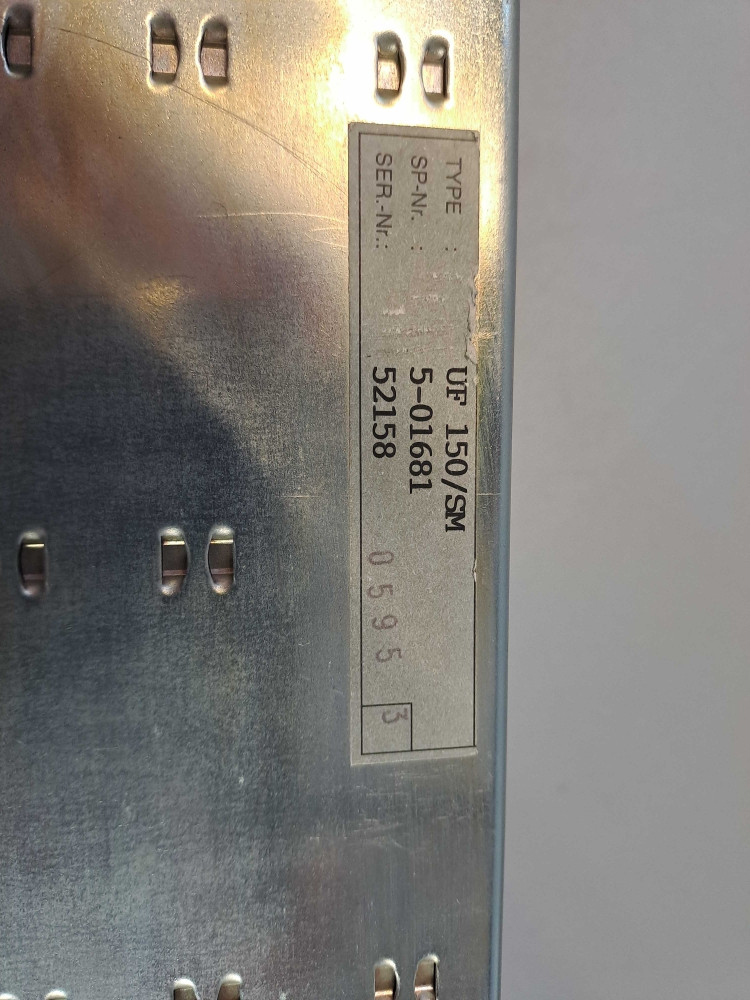 TYPE : UF 150/SM
SP-Nr. : 5-01681
SER.-Nr.: 52158
0595
3